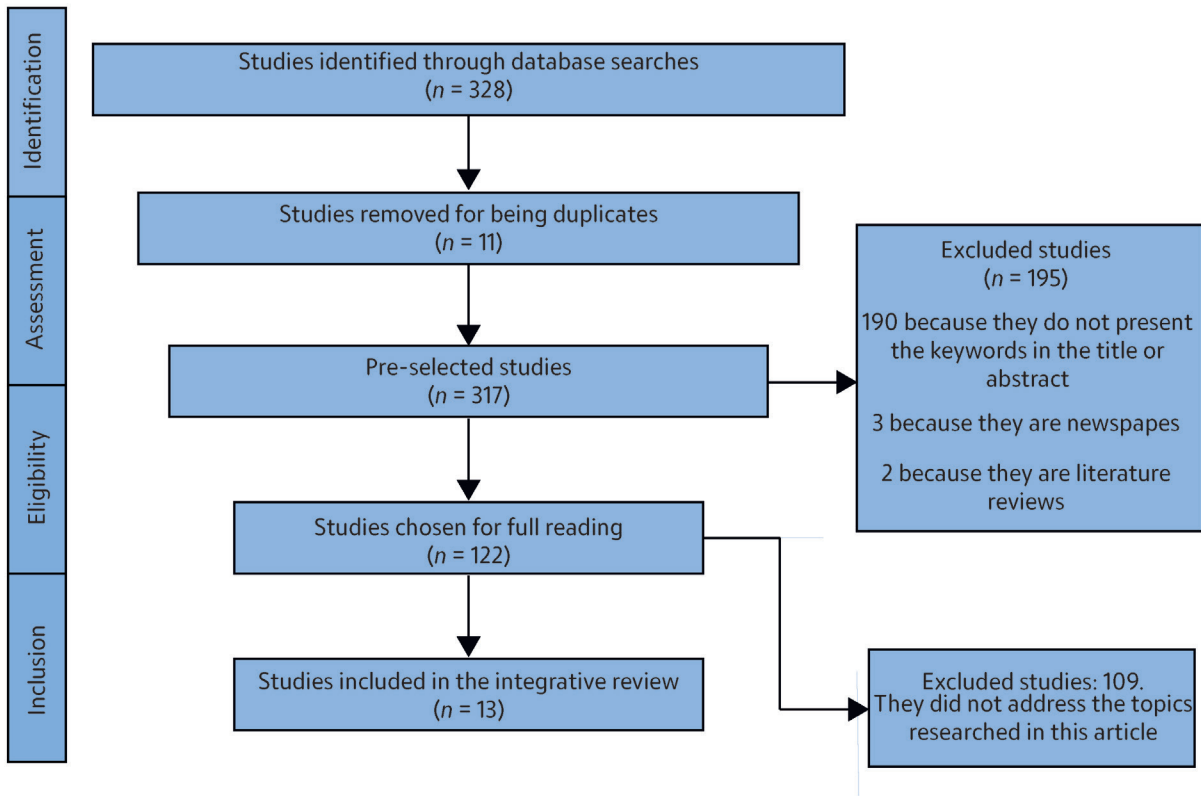 Identification
Studies identified through database searches
(n = 328)
Assessment
Studies removed for being duplicates
(n = 11)
Pre-selected studies
(n = 317)
Excluded studies
(n = 195)
190 because they do not present
the keywords in the title or
abstract
3 because they are newspapes
2 because they are literature
reviews
Eligibility
Studies chosen for full reading
(n = 122)
Inclusion
Studies included in the integrative review
(n = 13)
Excluded studies: 109.
They did not address the topics
researched in this article